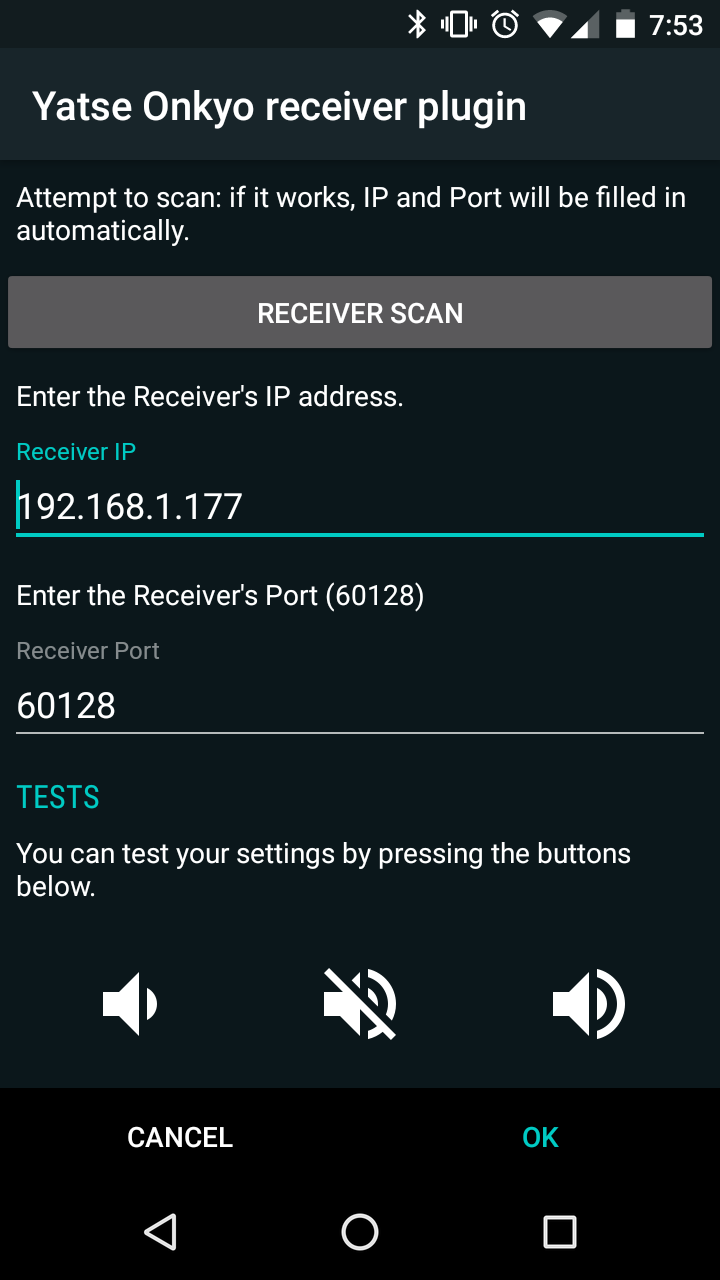 7:53
Yatse Onkyo receiver plugin
Attempt to scan: if it works, IP and Port will be filled in
automatically.
RECEIVER SCAN
Enter the Receiver's IP address.
Receiver IP
192.168.1.177
Enter the Receiver's Port (60128)
Receiver Port
60128
TESTS
You can test your settings by pressing the buttons
below.
CANCEL OK